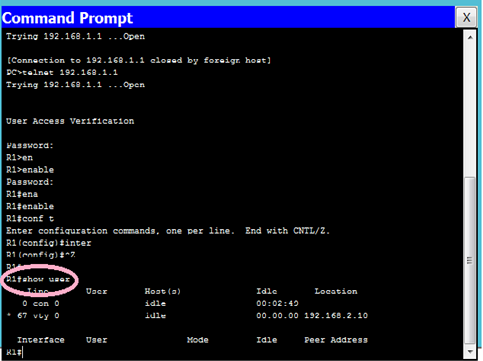 Command Prompt
X
Trying 192.168.1.1 ...Open
[Connection to 192.168.1.1 closed by foreign host]
PC>telnet 192.168.1.1
Trying 192.168.1.1 ...Open
User Access Verification
Password:
R1>en
R1>enable
Password:
R1#ena
R1#enable
R1#conf t
Enter configuration commands, one per line. End with CNTL/Z.
R1(config)#inter
R1(config)#^Z
R1#
R1#show user
Line User Host(s) Idle Location
0 con 0 idle 00:02:49
* 67 vty 0 idle 00:00:00 192.168.2.10
Interface User Mode Idle Peer Address
R1#